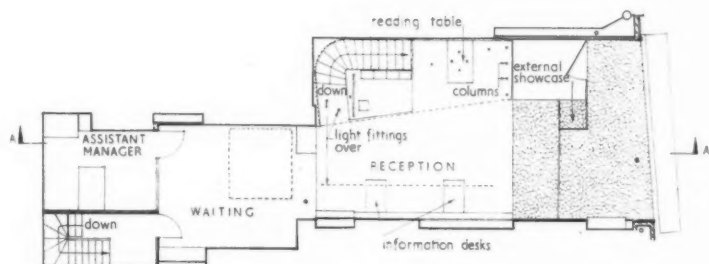 reading table
external
showcase
down
columns
light fittings
over
A
ASSISTANT
MANAGER
RECEPTION
A
WAITING
down
information desks